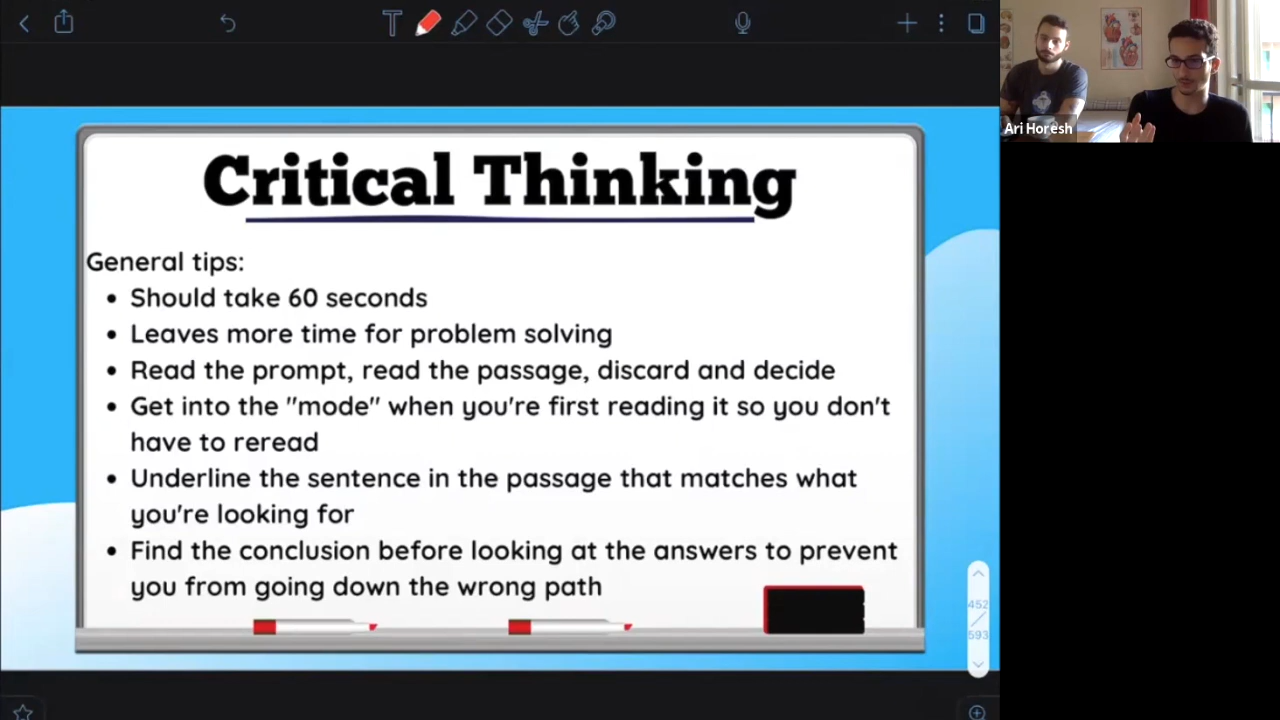 Ari Horesh
Critical Thinking
General tips:
• Should take 60 seconds
• Leaves more time for problem solving
• Read the prompt, read the passage, discard and decide
• Get into the "mode" when you're first reading it so you don't
have to reread
• Underline the sentence in the passage that matches what
you're looking for
• Find the conclusion before looking at the answers to prevent
you from going down the wrong path
452
/
593